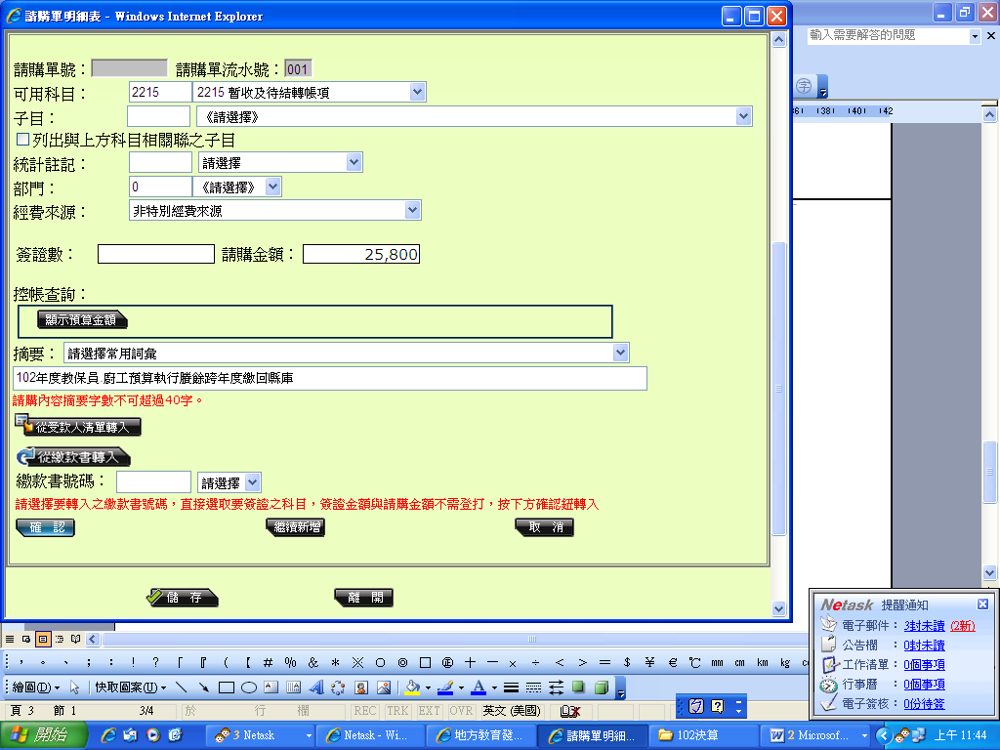 請購單明細表 - Windows Internet Explorer
輸入需要解答的問題
請購單號： 請購單流水號： 001
可用科目： 2215 2215 暫收及待結轉帳項
子目： 《請選擇》
列出與上方科目相關聯之子目
統計註記： 請選擇
部門： 0 《請選擇》
經費來源： 非特別經費來源
簽證數： 請購金額： 25,800
控帳查詢：
顯示預算金額
摘要： 請選擇常用詞彙
102年度教保員.廚工預算執行賸餘跨年度繳回縣庫
請購內容摘要字數不可超過40字。
從受款人清單轉入
從繳款書轉入
繳款書號碼： 請選擇
請選擇要轉入之繳款書號碼，直接選取要簽證之科目，簽證金額與請購金額不需登打，按下方確認鈕轉入
確 認 繼續新增 取 消
儲 存 離 開
字
1381 1401 142
Netask 提醒通知
電子郵件： 3封未讀 (2新)
公告欄 ： 0封未讀
工作清單： 0個事項
行事曆 ： 0個事項
電子簽核： 0份待簽
， 。 、 ； ： ！ ？ 「 『 （ 【 # % & * ※ ○ ◎ □ ㊣ ＜ ＞ ＝ ＋ － × ÷ ∕ $ ￥ € ℃ mm cm km kg
繪圖(D) 快取圖案(U)
頁 3 節 1 3/4 於 行 欄 REC TRK EXT OVR 英文 (美國)
開始 3 Netask Netask - Wi... 地方教育發... 請購單明細... 102決算 2 Microsof... 上午 11:44